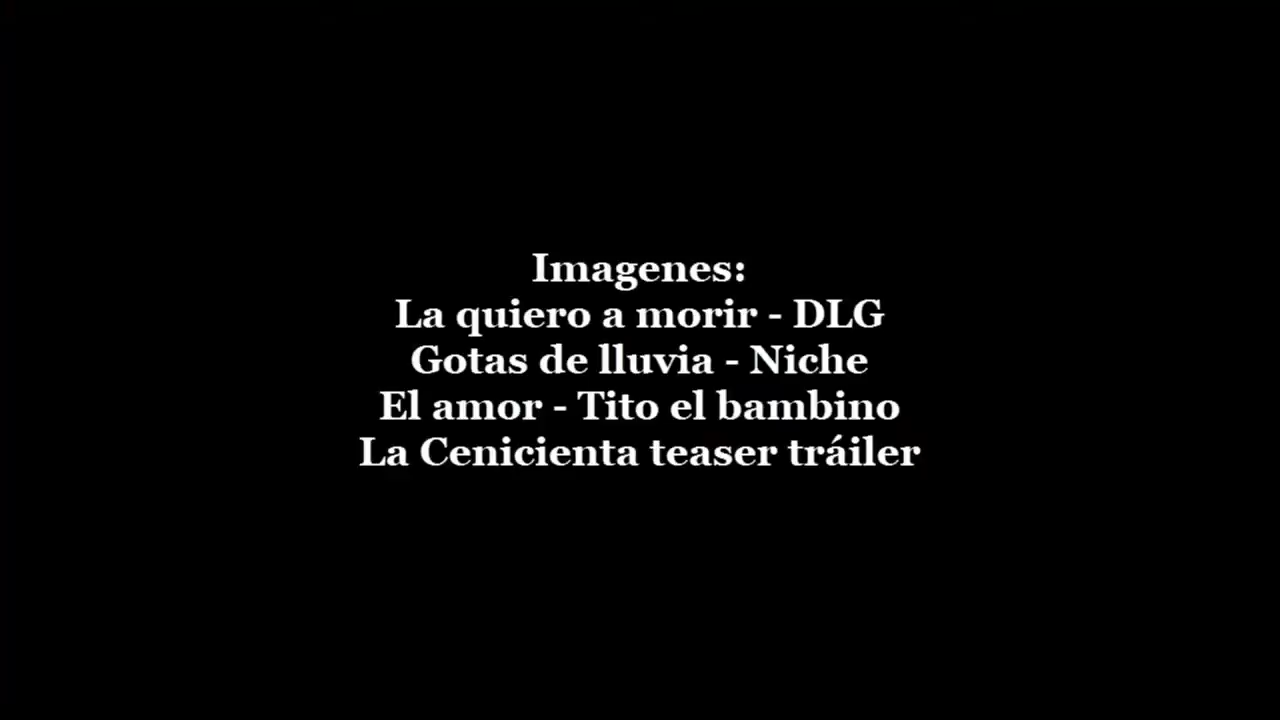 Imagenes:
La quiero a morir - DLG
Gotas de lluvia - Niche
El amor - Tito el bambino
La Cenicienta teaser tráiler